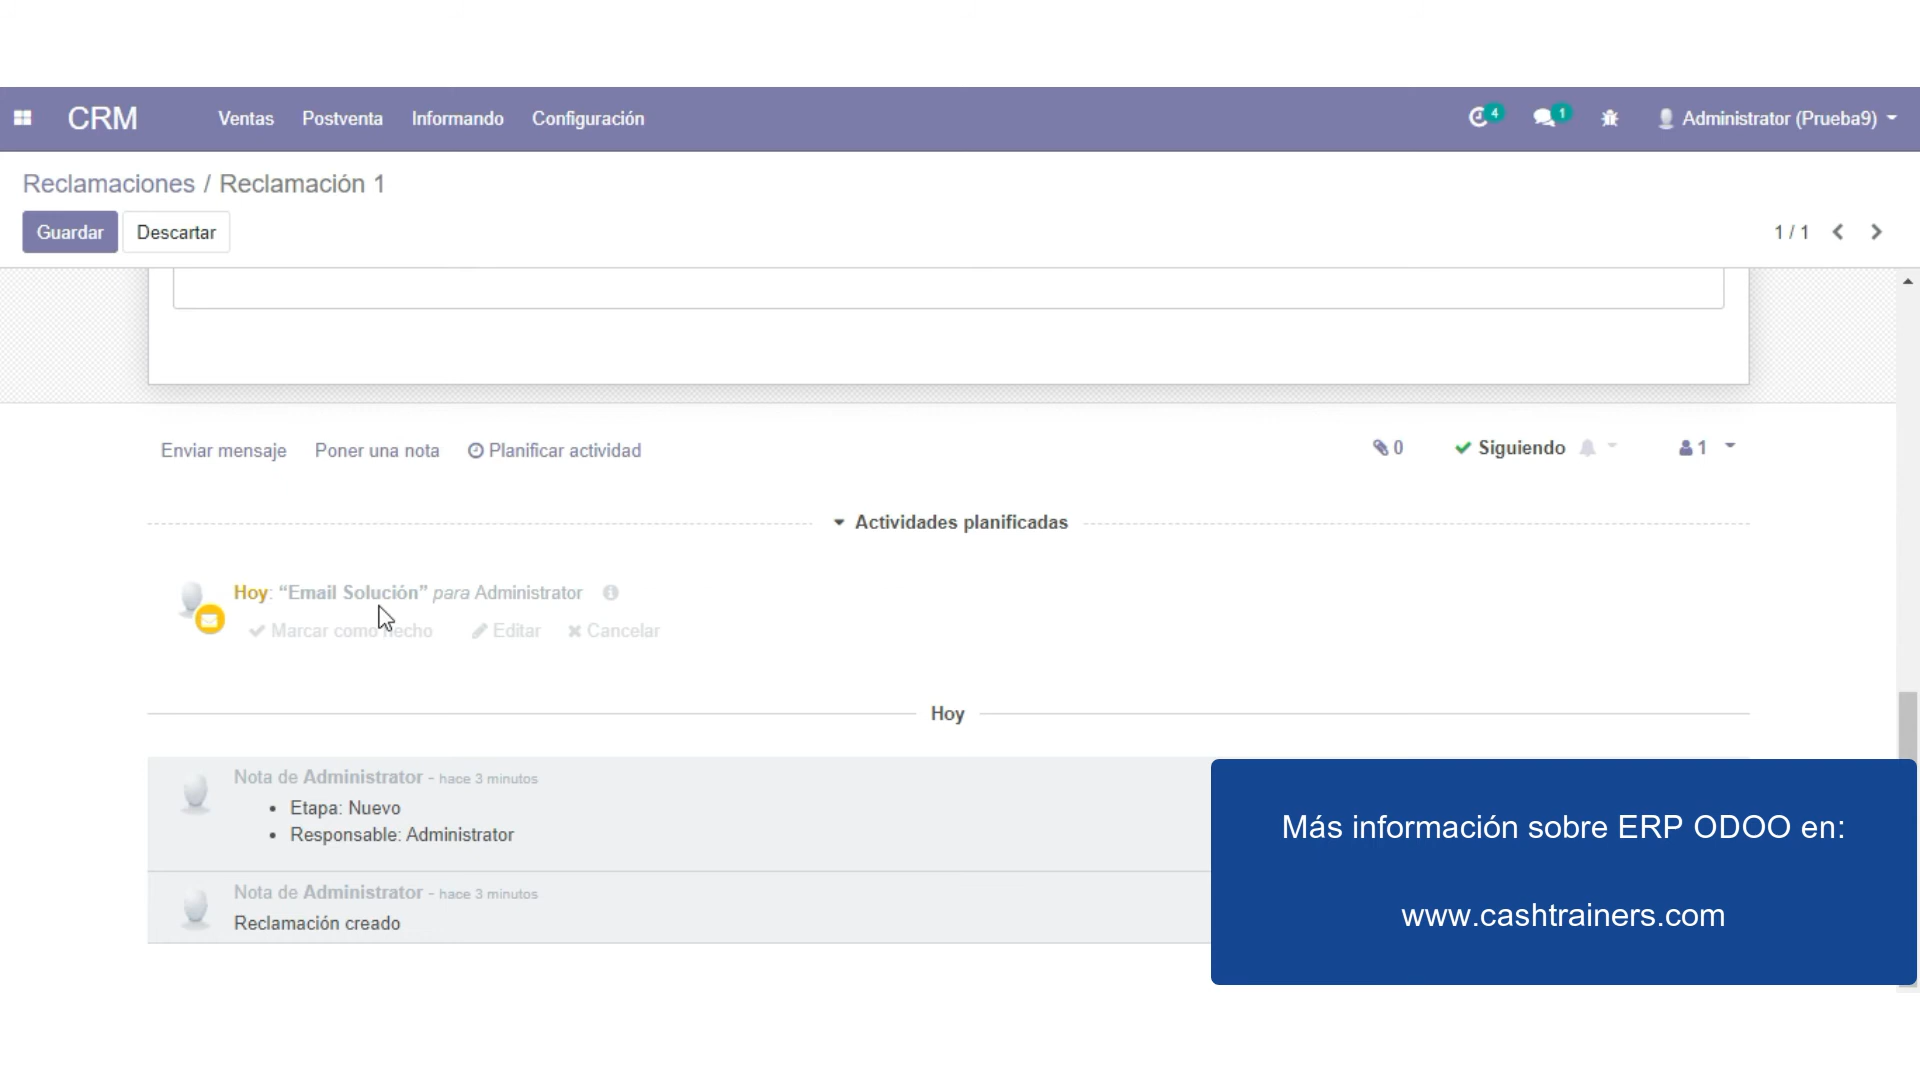 CRM Ventas Postventa Informando Configuración 4 1 Administrator (Prueba9)
Reclamaciones / Reclamación 1
Guardar Descartar 1 / 1
Enviar mensaje Poner una nota Planificar actividad 0 Siguiendo 1
Actividades planificadas
Hoy: “Email Solución” para Administrator
Marcar como hecho Editar Cancelar
Hoy
Nota de Administrator - hace 3 minutos
• Etapa: Nuevo
• Responsable: Administrator
Nota de Administrator - hace 3 minutos
Reclamación creado
Más información sobre ERP ODOO en:
www.cashtrainers.com